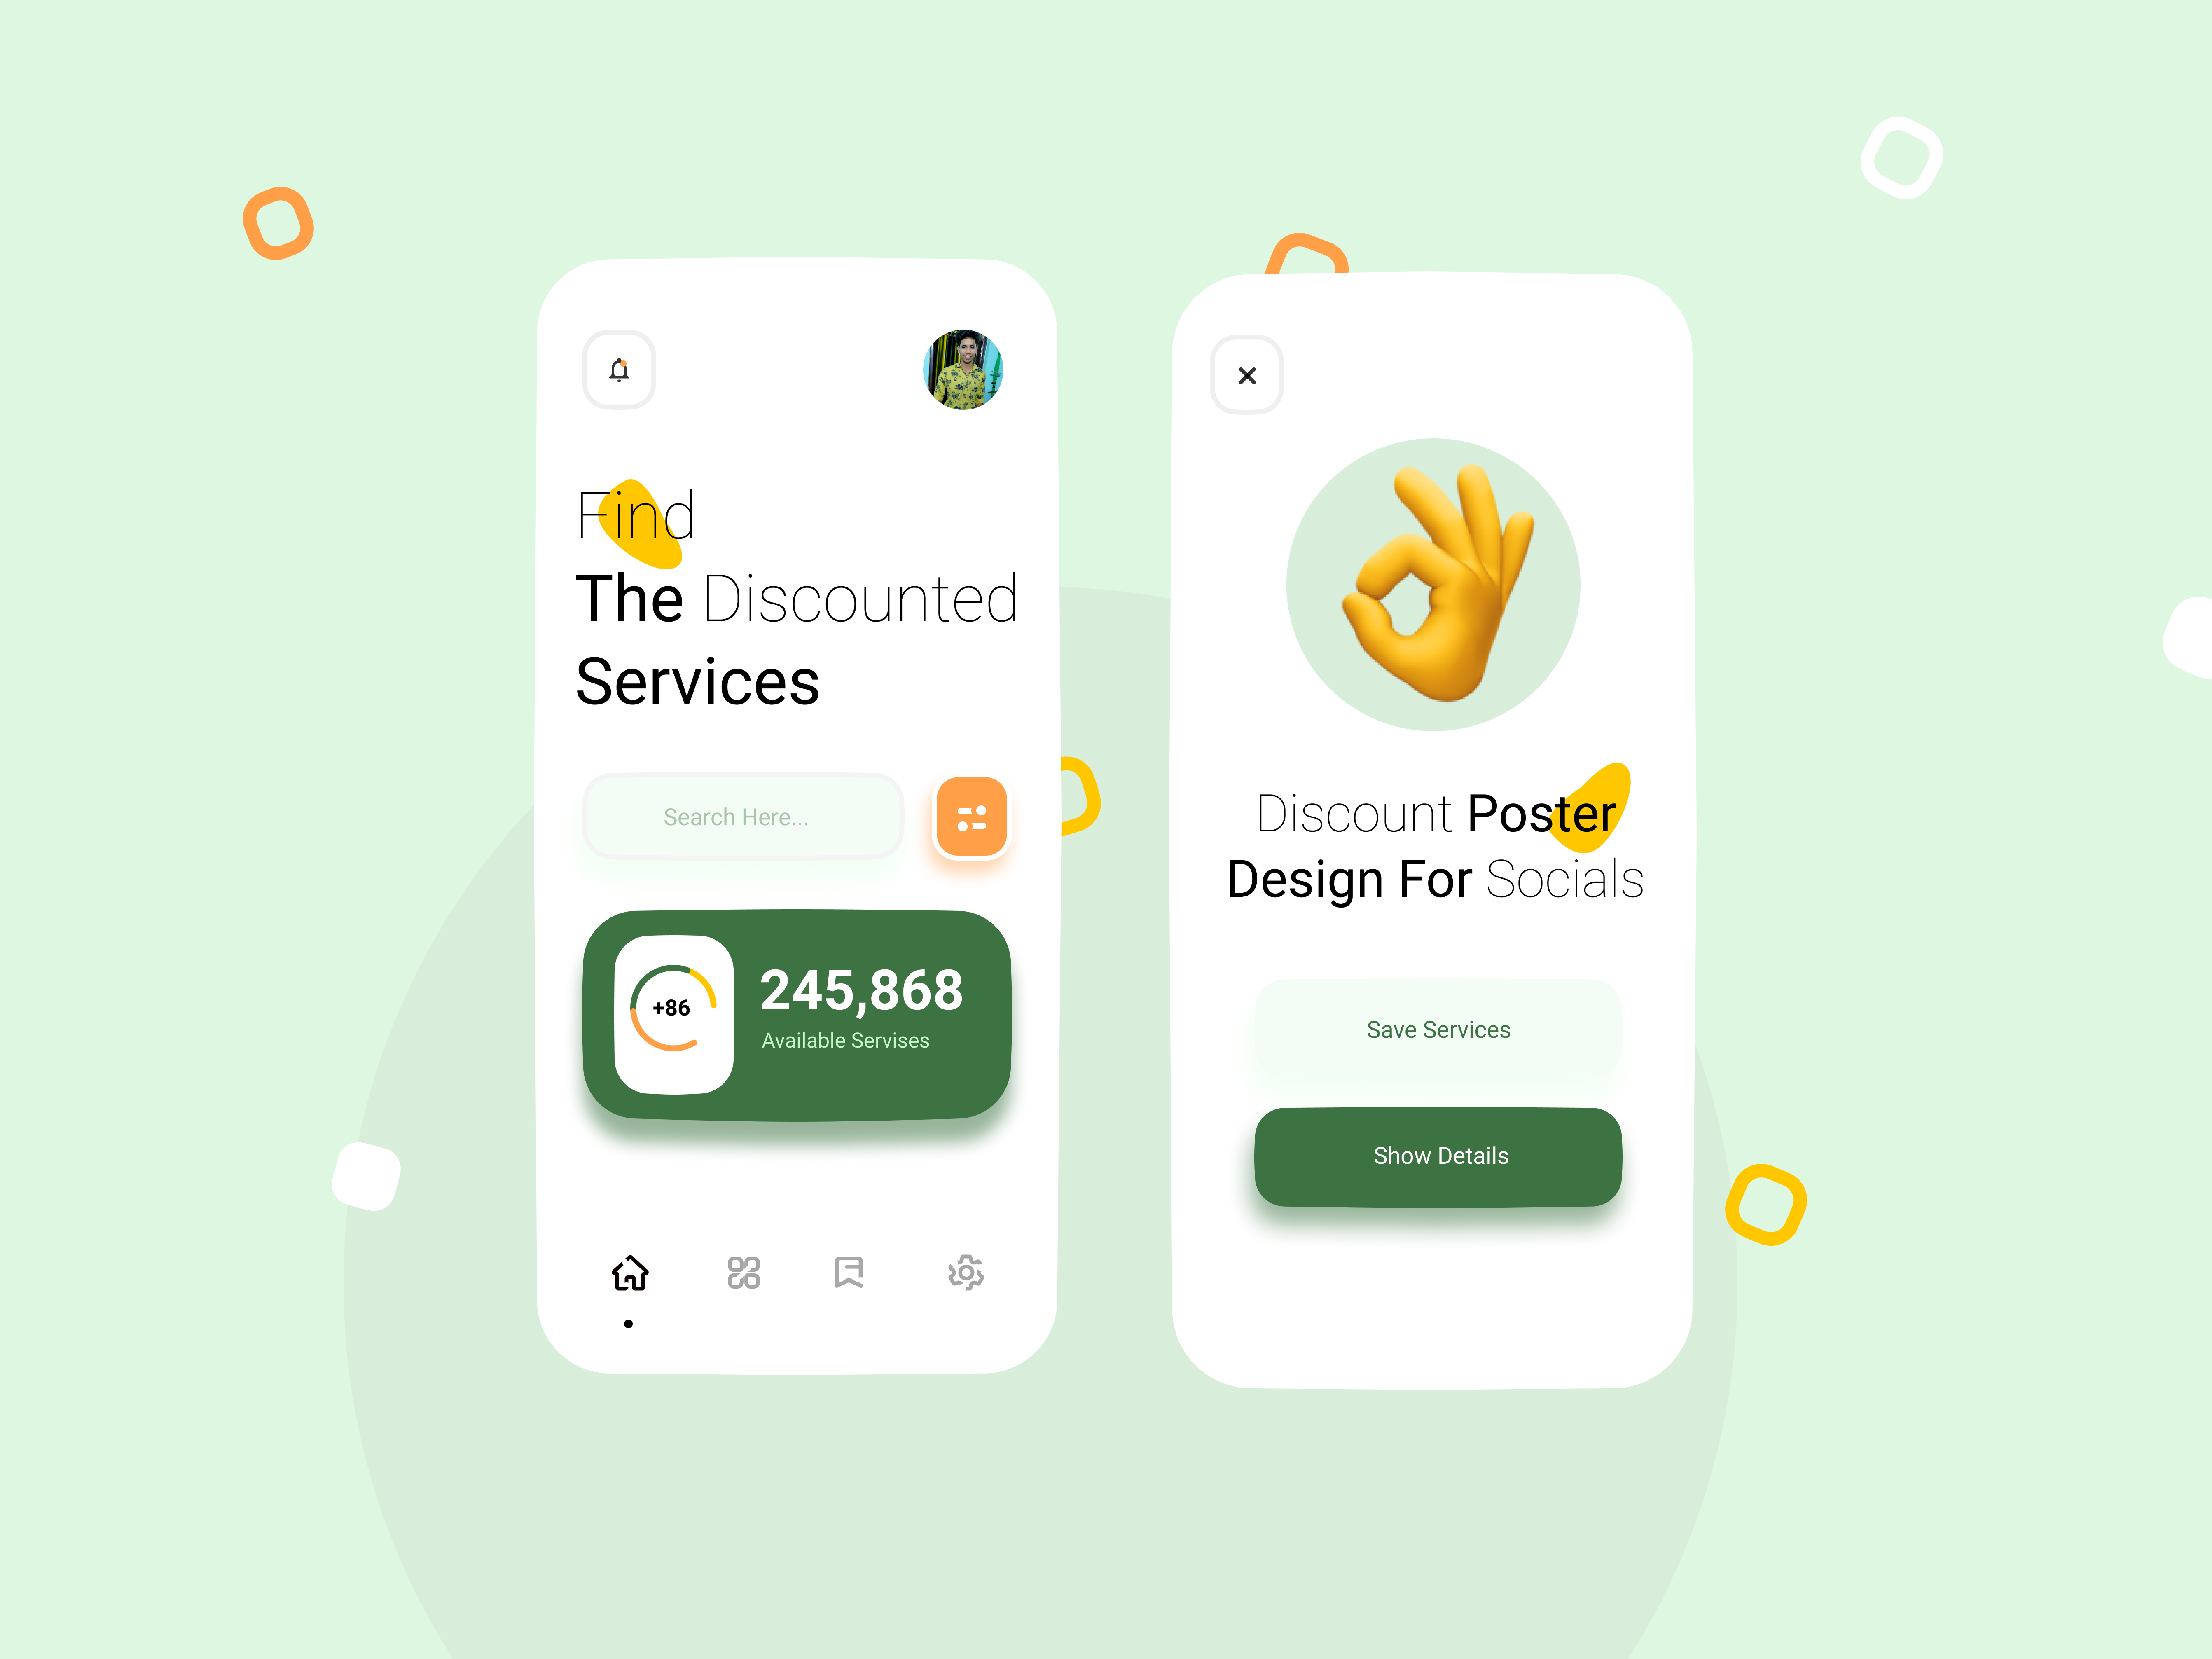 Find
The Discounted
Services
Search Here...
+86
245,868
Available Servises
Discount Poster
Design For Socials
Save Services
Show Details